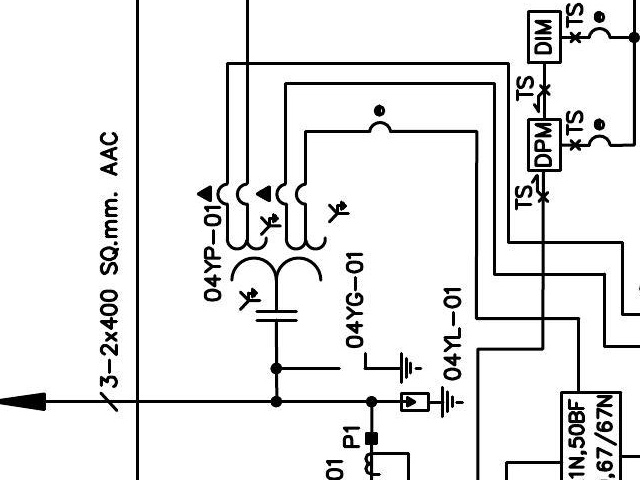 3-2x400 SQ.mm. AAC
04YP-01
04YG-01
04YL-01
P1
01
TS
DIM
TS
TS
DPM
TS
1N,50BF
,67/67N